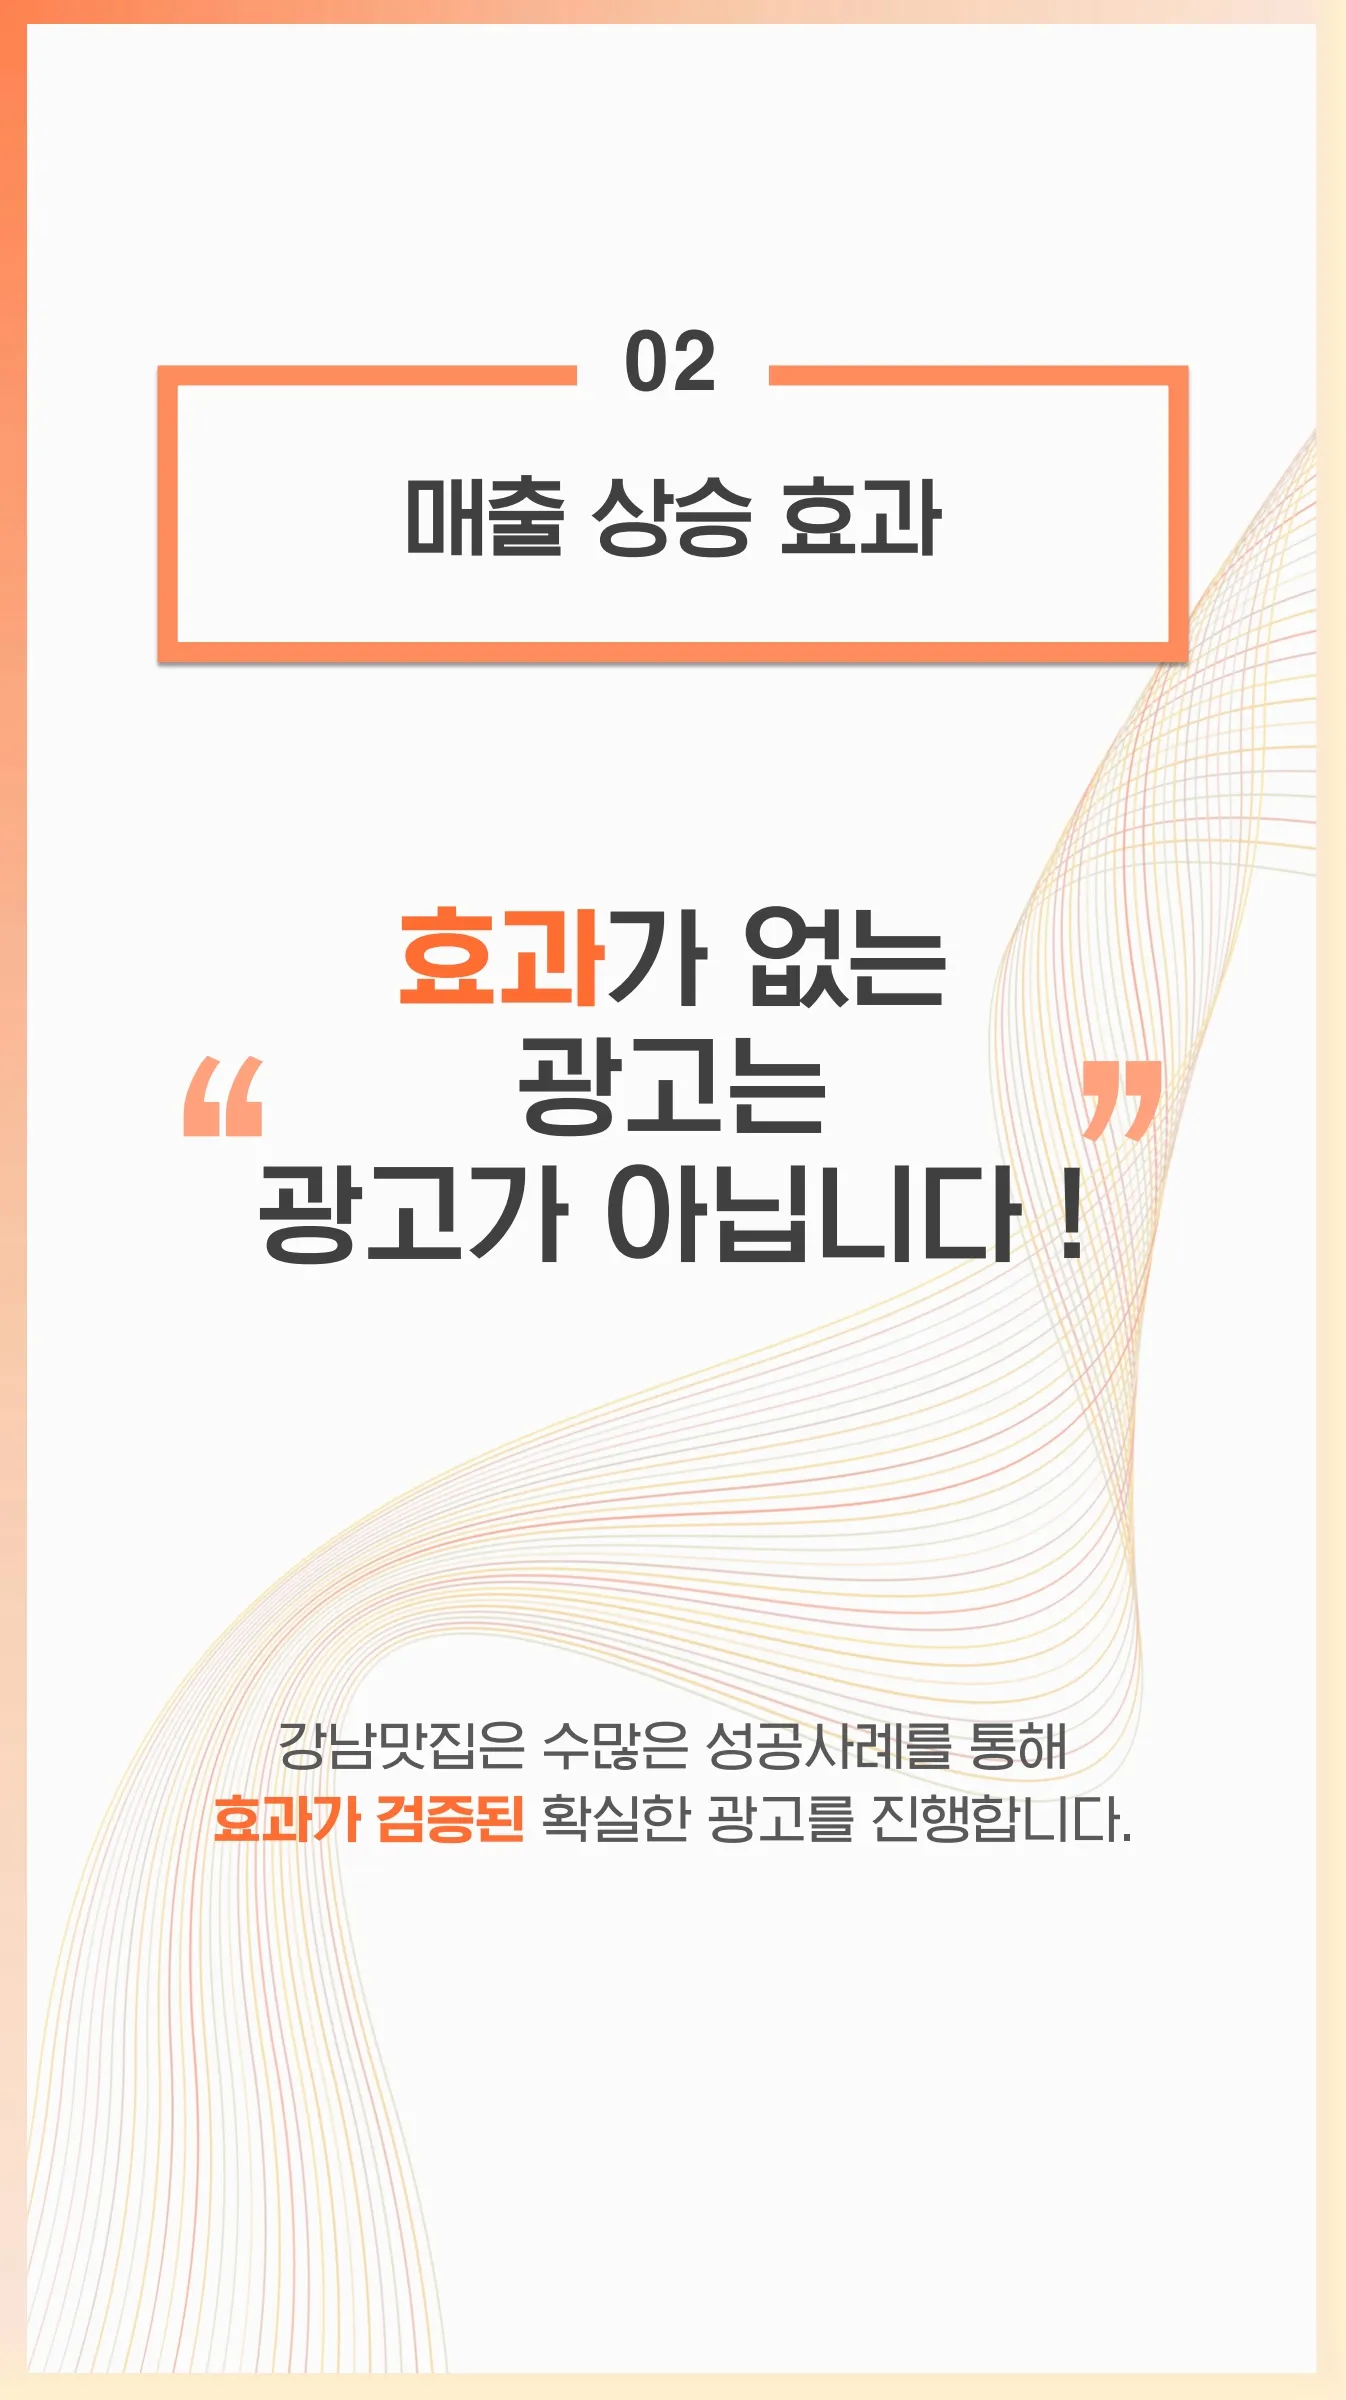 02
매출 상승 효과
효과가 없는
“ 광고는 ”
광고가 아닙니다 !
강남맛집은 수많은 성공사례를 통해
효과가 검증된 확실한 광고를 진행합니다.